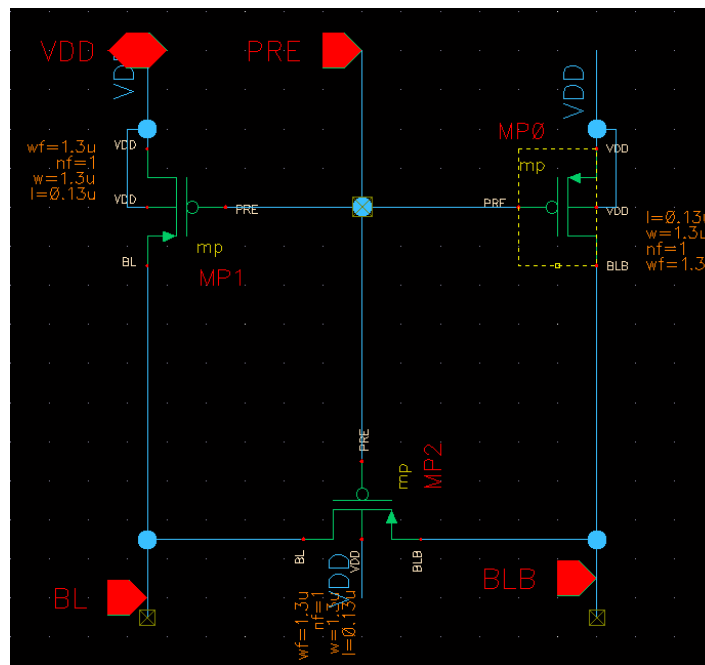 VDD
PRE
VDD
VDD
MP0
mp
wf=1.3u
nf=1
w=1.3u
l=0.13u
VDD
VDD
PRE
BL
mp
MP1
PRE
VDD
VDD
BLB
l=0.13u
w=1.3u
nf=1
wf=1.3
PRE
mp
MP2
BL
VDD
BLB
VDD
wf=1.3u
nf=1
w=1.3u
l=0.13u
BL
BLB